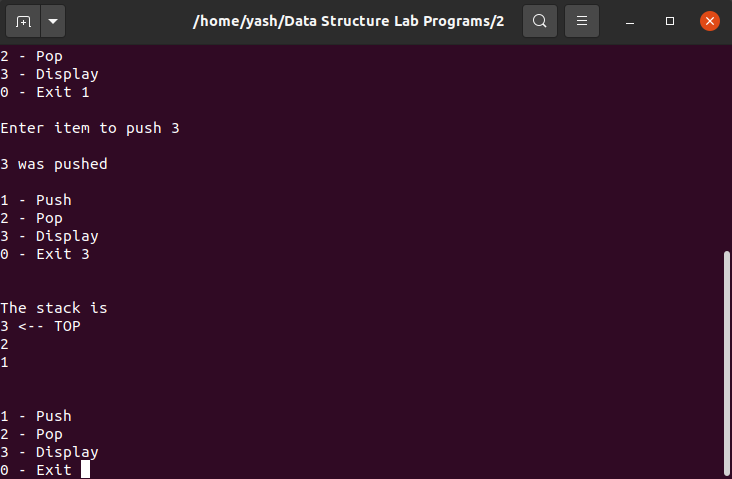 /home/yash/Data Structure Lab Programs/2
2 - Pop
3 - Display
0 - Exit 1
Enter item to push 3
3 was pushed
1 - Push
2 - Pop
3 - Display
0 - Exit 3
The stack is
3 <-- TOP
2
1
1 - Push
2 - Pop
3 - Display
0 - Exit